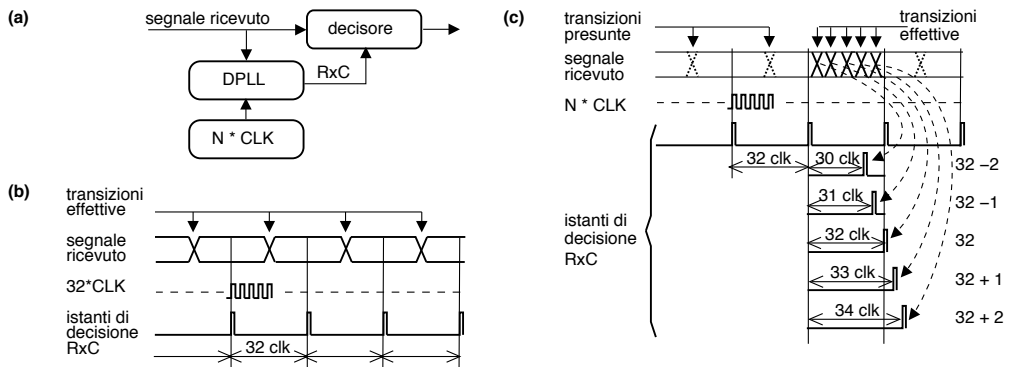 (a)
segnale ricevuto
decisore
DPLL
RxC
N * CLK
(b)
transizioni
effettive
segnale
ricevuto
32*CLK
istanti di
decisione
RxC
32 clk
(c)
transizioni
presunte
transizioni
effettive
segnale
ricevuto
N * CLK
32 clk
30 clk
32 −2
31 clk
32 −1
istanti di
decisione
RxC
32 clk
32
33 clk
32 + 1
34 clk
32 + 2